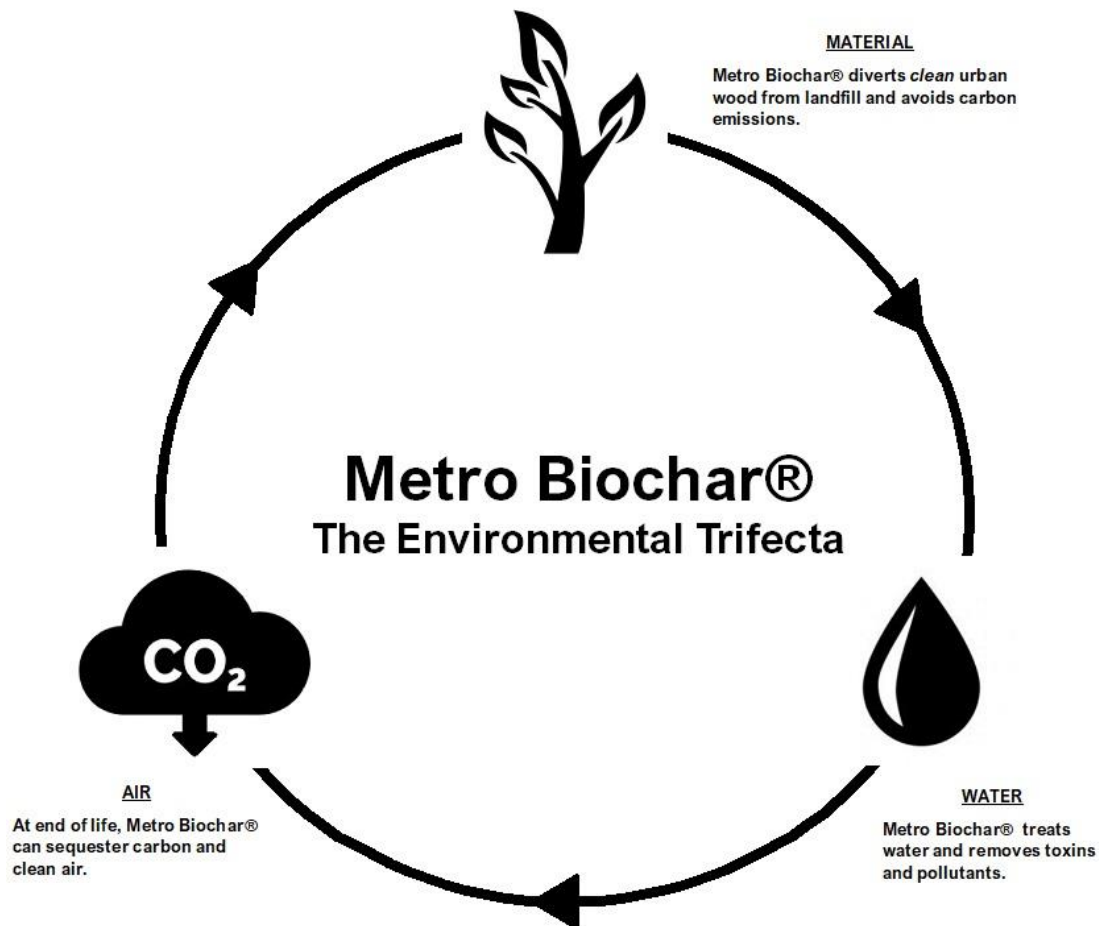 MATERIAL
Metro Biochar® diverts clean urban
wood from landfill and avoids carbon
emissions.
Metro Biochar®
The Environmental Trifecta
CO₂
AIR
At end of life, Metro Biochar®
can sequester carbon and
clean air.
WATER
Metro Biochar® treats
water and removes toxins
and pollutants.